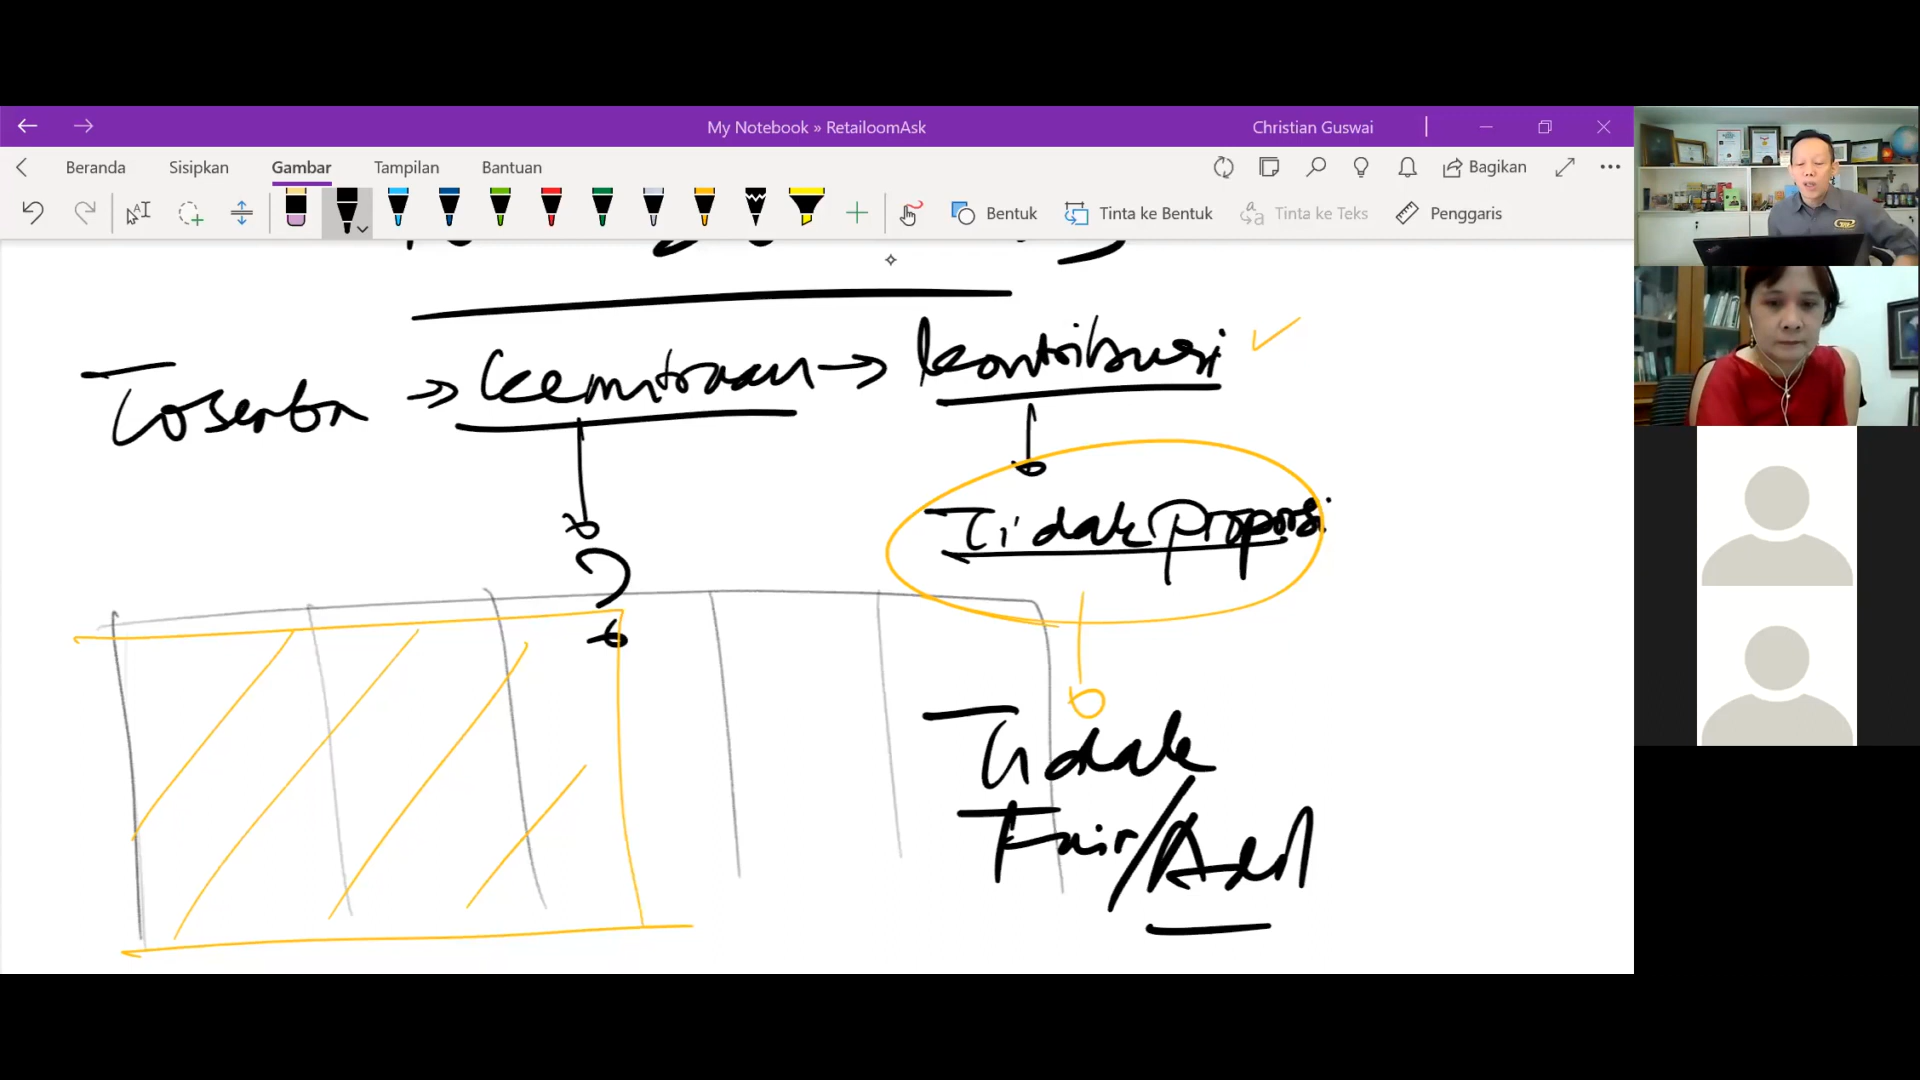 My Notebook » RetailoomAsk
Christian Guswai
Beranda Sisipkan Gambar Tampilan Bantuan
Bagikan
Bentuk Tinta ke Bentuk Tinta ke Teks Penggaris
Toserba → kemitraan → kontribusi ✓
Tidak Proporsi
?
Tidak
Fair/Adil